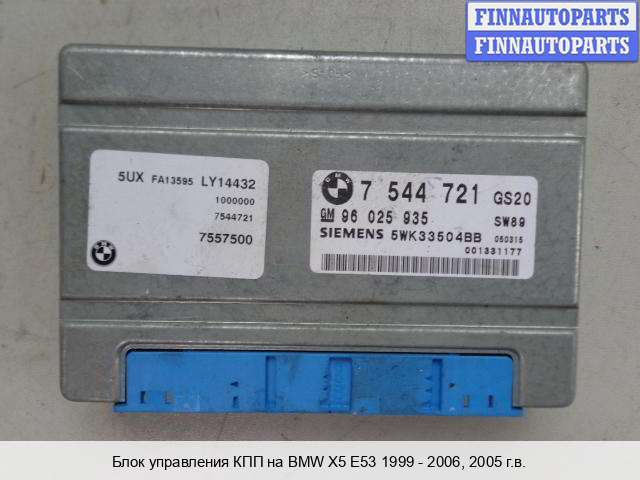 FINNAUTOPARTS
FINNAUTOPARTS
5UX FA13595 LY14432
1000000
7544721
7557500
BMW 7 544 721 GS20
GM 96 025 935 SW89
SIEMENS 5WK33504BB 050315
001331177
Блок управления КПП на BMW X5 E53 1999 - 2006, 2005 г.в.